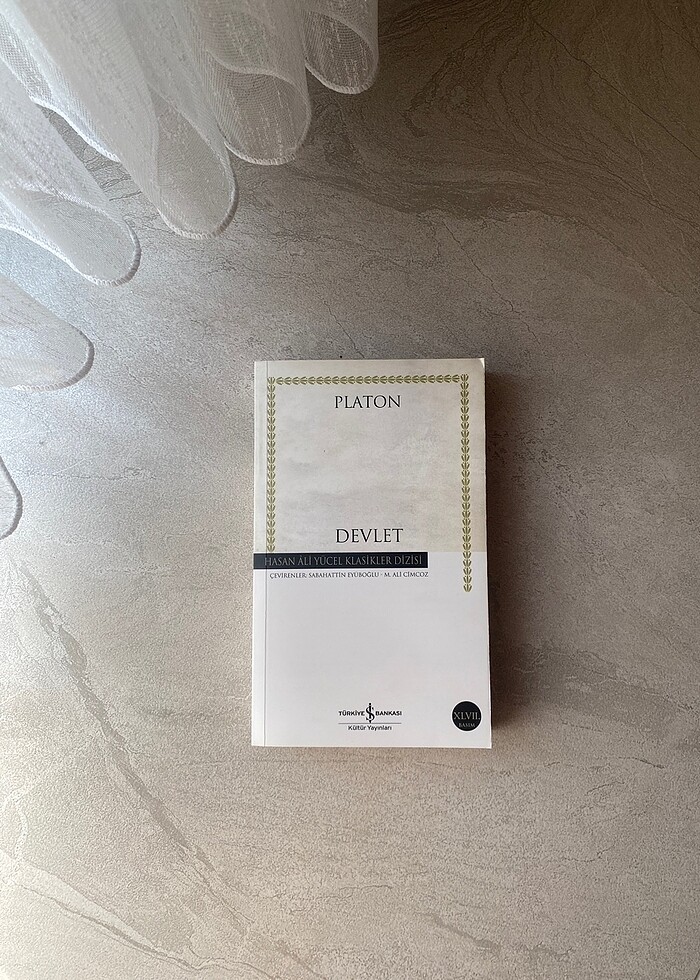 PLATON
DEVLET
HASAN ÂLİ YÜCEL KLASİKLER DİZİSİ
ÇEVİRENLER: SABAHATTİN EYÜBOĞLU - M. ALİ CİMCOZ
TÜRKİYE İŞ BANKASI
Kültür Yayınları
XLVII.
BASIM